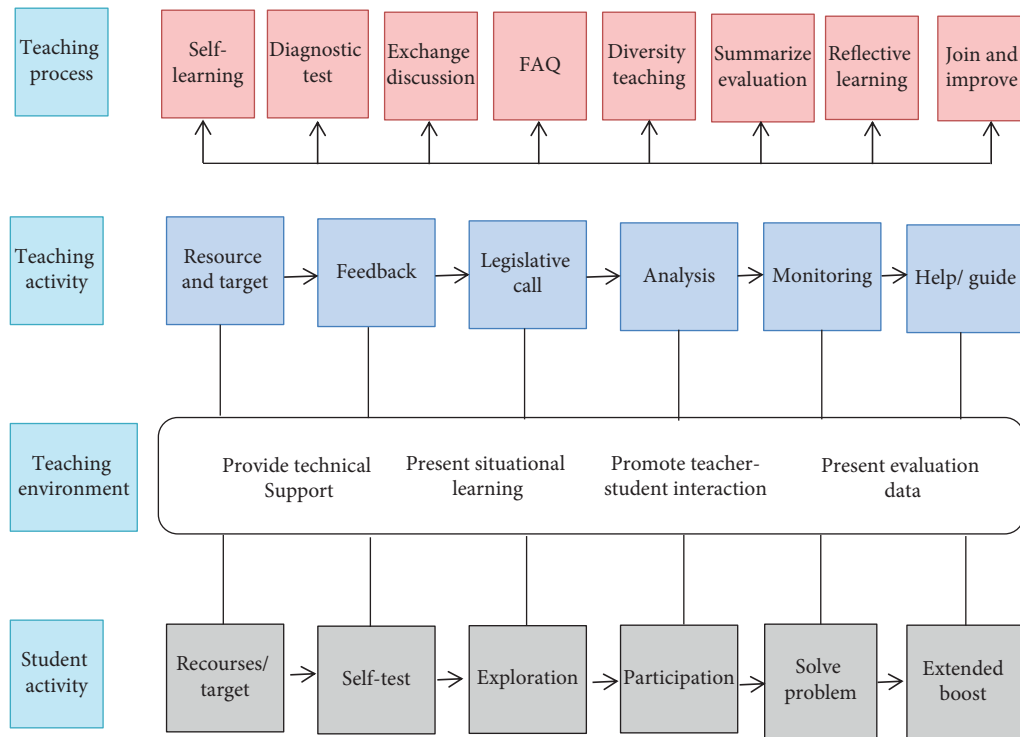 Teaching
process
Self-
learning
Diagnostic
test
Exchange
discussion
FAQ
Diversity
teaching
Summarize
evaluation
Reflective
learning
Join and
improve
Teaching
activity
Resource
and target
Feedback
Legislative
call
Analysis
Monitoring
Help/ guide
Teaching
environment
Provide technical
Support
Present situational
learning
Promote teacher-
student interaction
Present evaluation
data
Student
activity
Recourses/
target
Self-test
Exploration
Participation
Solve
problem
Extended
boost